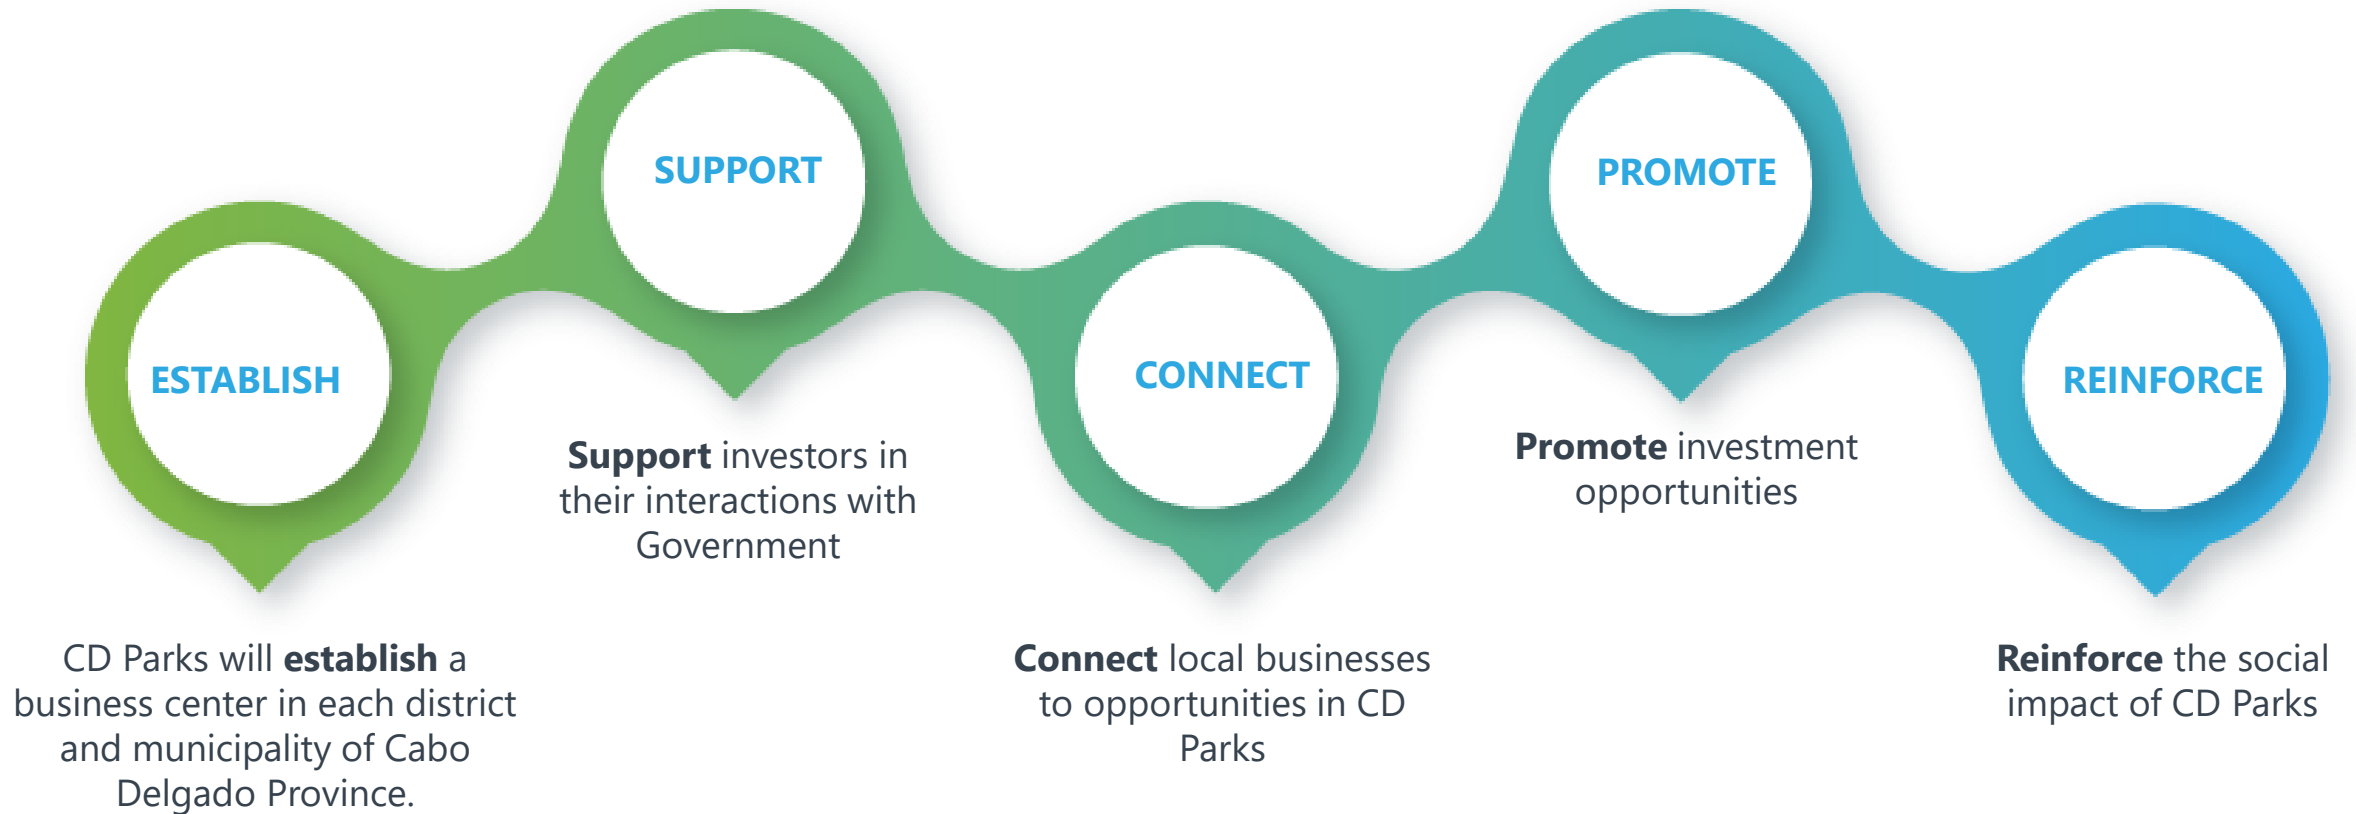 ESTABLISH
CD Parks will establish a
business center in each district
and municipality of Cabo
Delgado Province.
SUPPORT
Support investors in
their interactions with
Government
CONNECT
Connect local businesses
to opportunities in CD
Parks
PROMOTE
Promote investment
opportunities
REINFORCE
Reinforce the social
impact of CD Parks